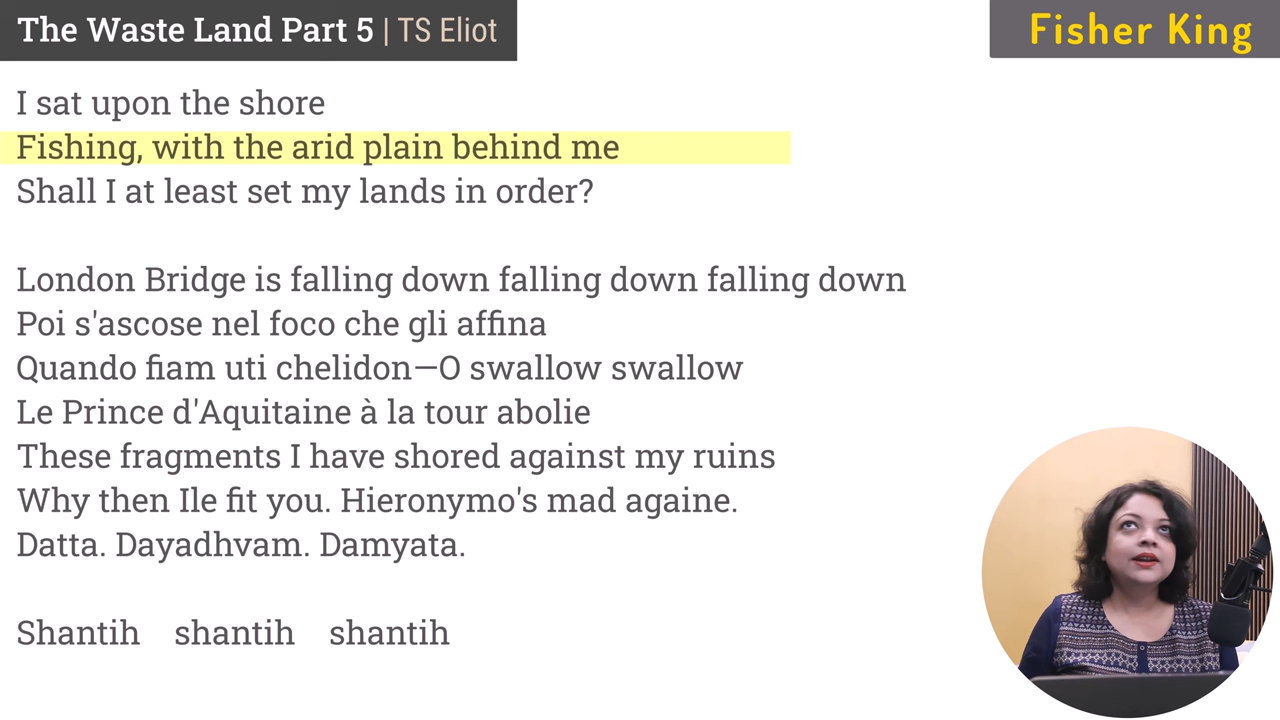 The Waste Land Part 5 | TS Eliot
Fisher King
I sat upon the shore
Fishing, with the arid plain behind me
Shall I at least set my lands in order?
London Bridge is falling down falling down falling down
Poi s'ascose nel foco che gli affina
Quando fiam uti chelidon—O swallow swallow
Le Prince d'Aquitaine à la tour abolie
These fragments I have shored against my ruins
Why then Ile fit you. Hieronymo's mad againe.
Datta. Dayadhvam. Damyata.
Shantih shantih shantih